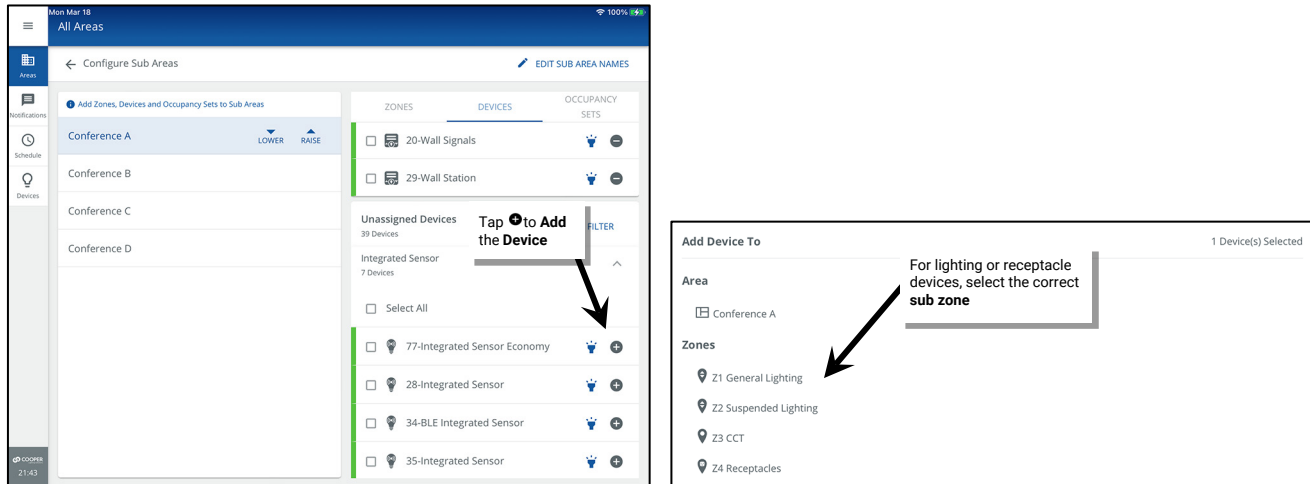 Mon Mar 18
100%
All Areas
Areas
Configure Sub Areas
EDIT SUB AREA NAMES
Notifications
Schedule
Devices
Add Zones, Devices and Occupancy Sets to Sub Areas
Conference A
LOWER
RAISE
Conference B
Conference C
Conference D
ZONES
DEVICES
OCCUPANCY
SETS
20-Wall Signals
29-Wall Station
Unassigned Devices
39 Devices
FILTER
Tap to Add
the Device
Integrated Sensor
7 Devices
Select All
77-Integrated Sensor Economy
28-Integrated Sensor
34-BLE Integrated Sensor
35-Integrated Sensor
COOPER
21:43
Add Device To
1 Device(s) Selected
For lighting or receptacle
devices, select the correct
sub zone
Area
Conference A
Zones
Z1 General Lighting
Z2 Suspended Lighting
Z3 CCT
Z4 Receptacles